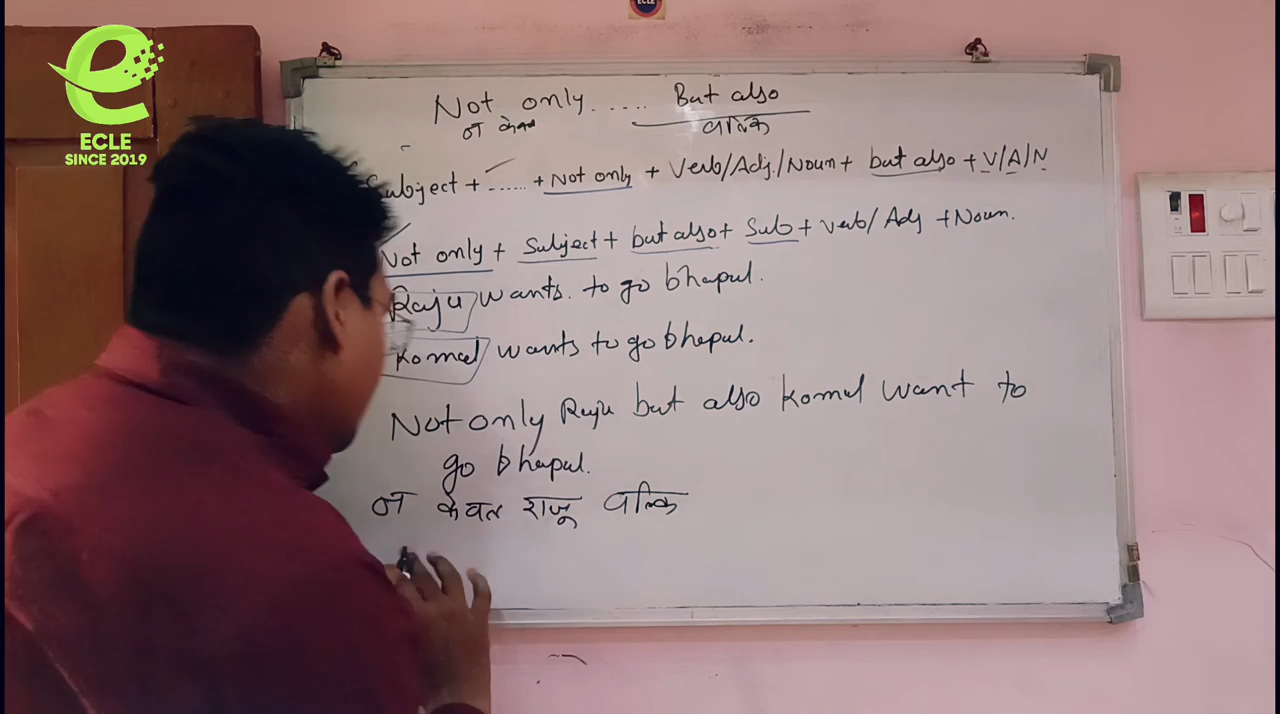 ECLE
ECLE
SINCE 2019
Not only ..... But also
न केवल बल्कि
Subject + ...... + Not only + Verb/Adj./Noun + but also + V/A/N
Not only + Subject + but also + Sub + verb/ Adj + Noun.
Raju wants. to go bhopal.
Komal wants to go bhopal.
Not only Raju but also Komal want to
go bhopal.
न केवल राजू बल्कि